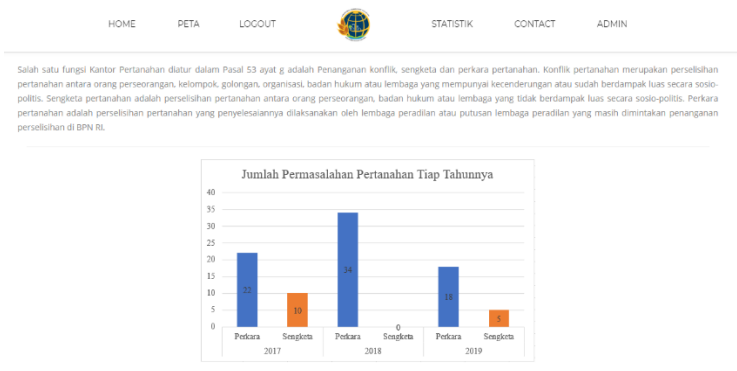 HOME PETA LOGOUT STATISTIK CONTACT ADMIN
Salah satu fungsi Kantor Pertanahan diatur dalam Pasal 53 ayat g adalah Penanganan konflik, sengketa dan perkara pertanahan. Konflik pertanahan merupakan perselisihan
pertanahan antara orang perseorangan, kelompok, golongan, organisasi, badan hukum atau lembaga yang mempunyai kecenderungan atau sudah berdampak luas secara sosio-
politis. Sengketa pertanahan adalah perselisihan pertanahan antara orang perseorangan, badan hukum atau lembaga yang tidak berdampak luas secara sosio-politis. Perkara
pertanahan adalah perselisihan pertanahan yang penyelesaiannya dilaksanakan oleh lembaga peradilan atau putusan lembaga peradilan yang masih dimintakan penanganan
perselisihan di BPN RI.
Jumlah Permasalahan Pertanahan Tiap Tahunnya
40
35
30
25
20
15
10
5
0
22 10 34 0 18 5
Perkara Sengketa Perkara Sengketa Perkara Sengketa
2017 2018 2019